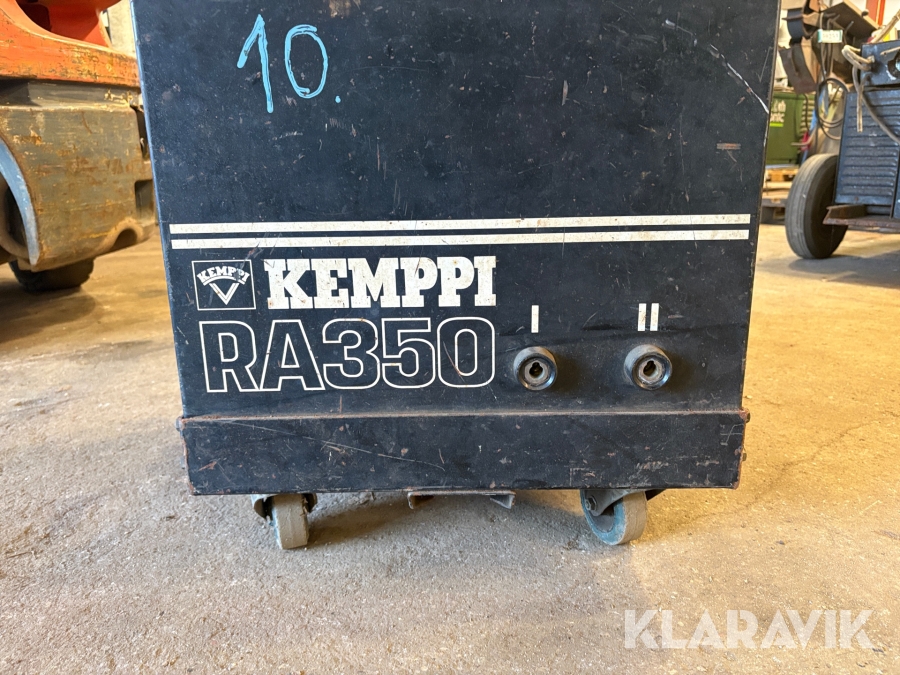 10.
KEMPPI
KEMPPI
I II
RA350
KLARAVIK